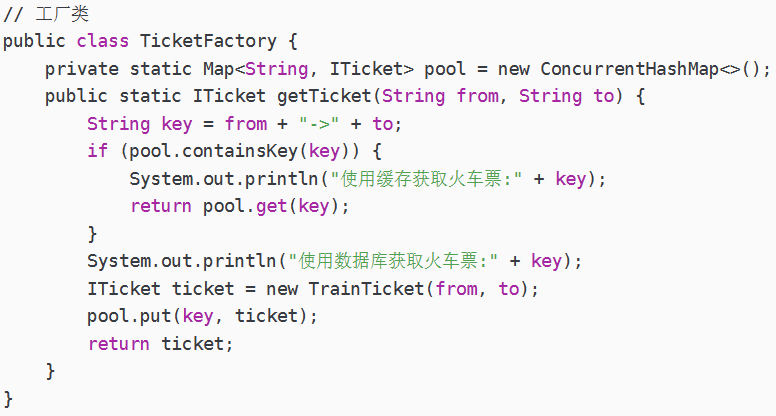 // 工厂类
public class TicketFactory {
    private static Map<String, ITicket> pool = new ConcurrentHashMap<>();
    public static ITicket getTicket(String from, String to) {
        String key = from + "->" + to;
        if (pool.containsKey(key)) {
            System.out.println("使用缓存获取火车票:" + key);
            return pool.get(key);
        }
        System.out.println("使用数据库获取火车票:" + key);
        ITicket ticket = new TrainTicket(from, to);
        pool.put(key, ticket);
        return ticket;
    }
}